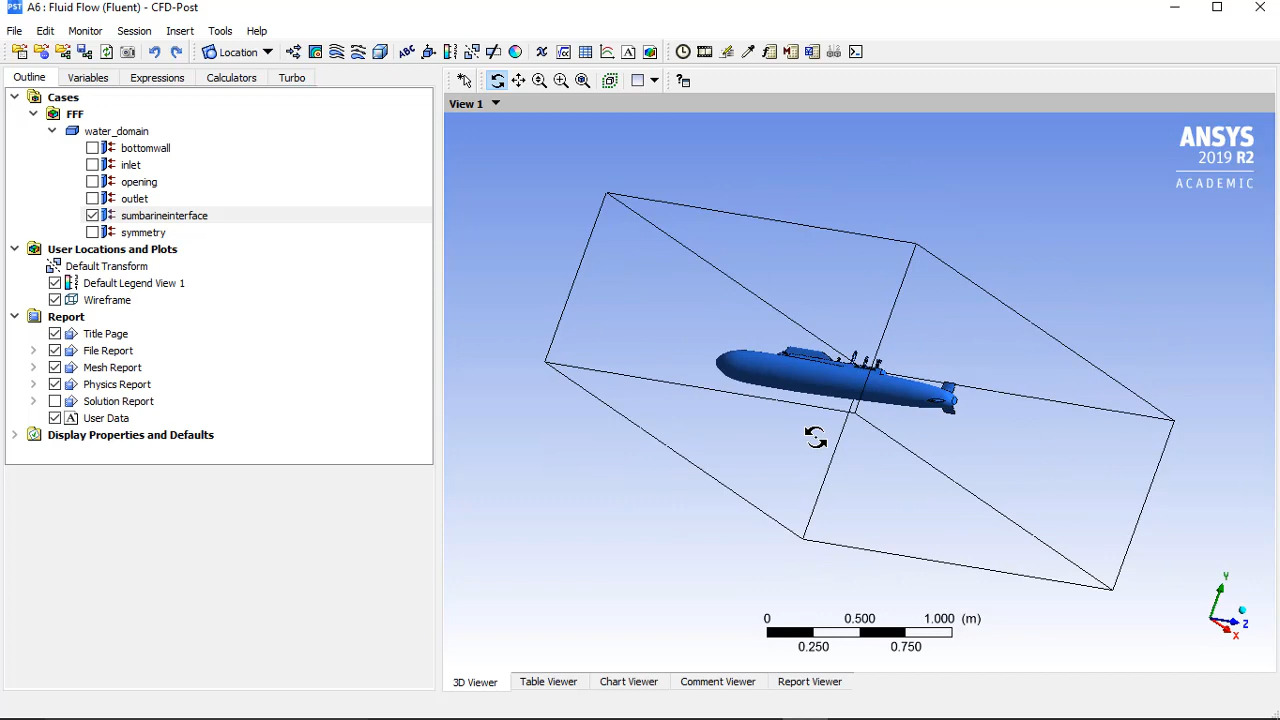 PST A6 : Fluid Flow (Fluent) - CFD-Post
File Edit Monitor Session Insert Tools Help
Location
Outline Variables Expressions Calculators Turbo
Cases
FFF
water_domain
bottomwall
inlet
opening
outlet
sumbarineinterface
symmetry
User Locations and Plots
Default Transform
Default Legend View 1
Wireframe
Report
Title Page
File Report
Mesh Report
Physics Report
Solution Report
A User Data
Display Properties and Defaults
View 1
ANSYS
2019 R2
ACADEMIC
Y
Z
X
0 0.500 1.000 (m)
0.250 0.750
3D Viewer Table Viewer Chart Viewer Comment Viewer Report Viewer